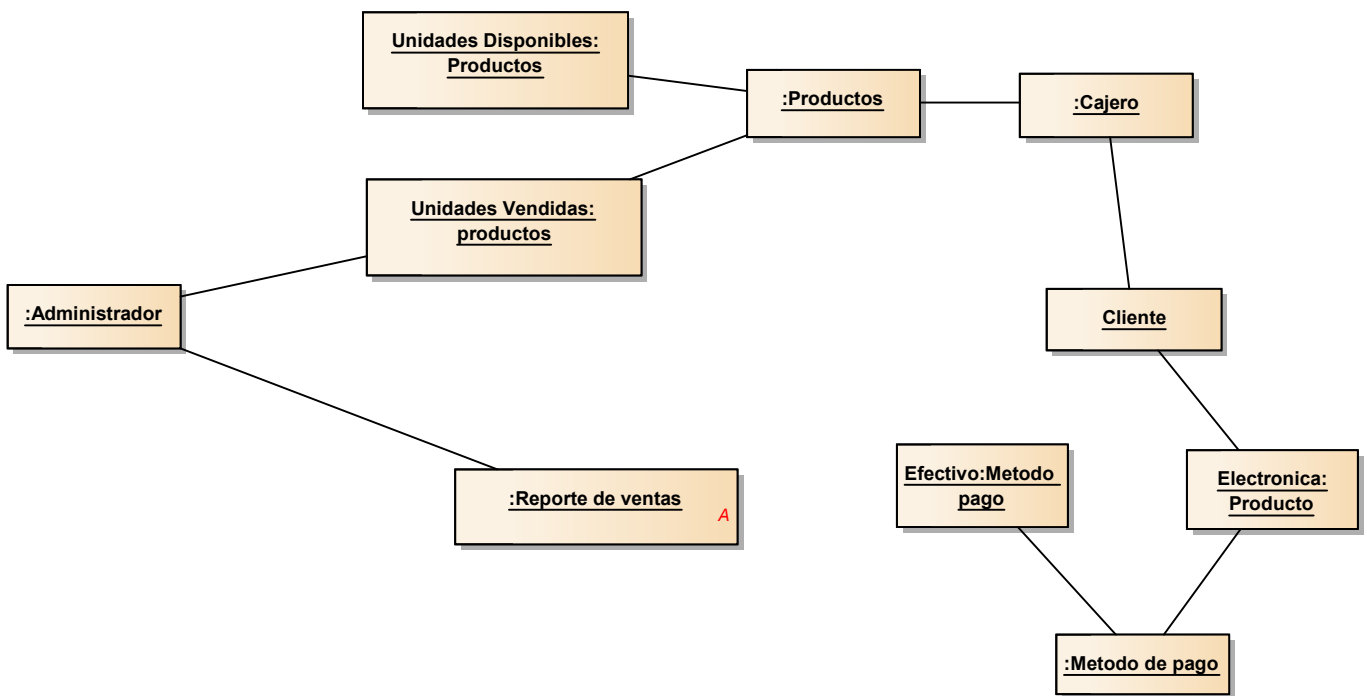 Unidades Disponibles:
Productos
:Productos
:Cajero
Unidades Vendidas:
productos
:Administrador
Cliente
:Reporte de ventas
A
Efectivo:Metodo
pago
Electronica:
Producto
:Metodo de pago